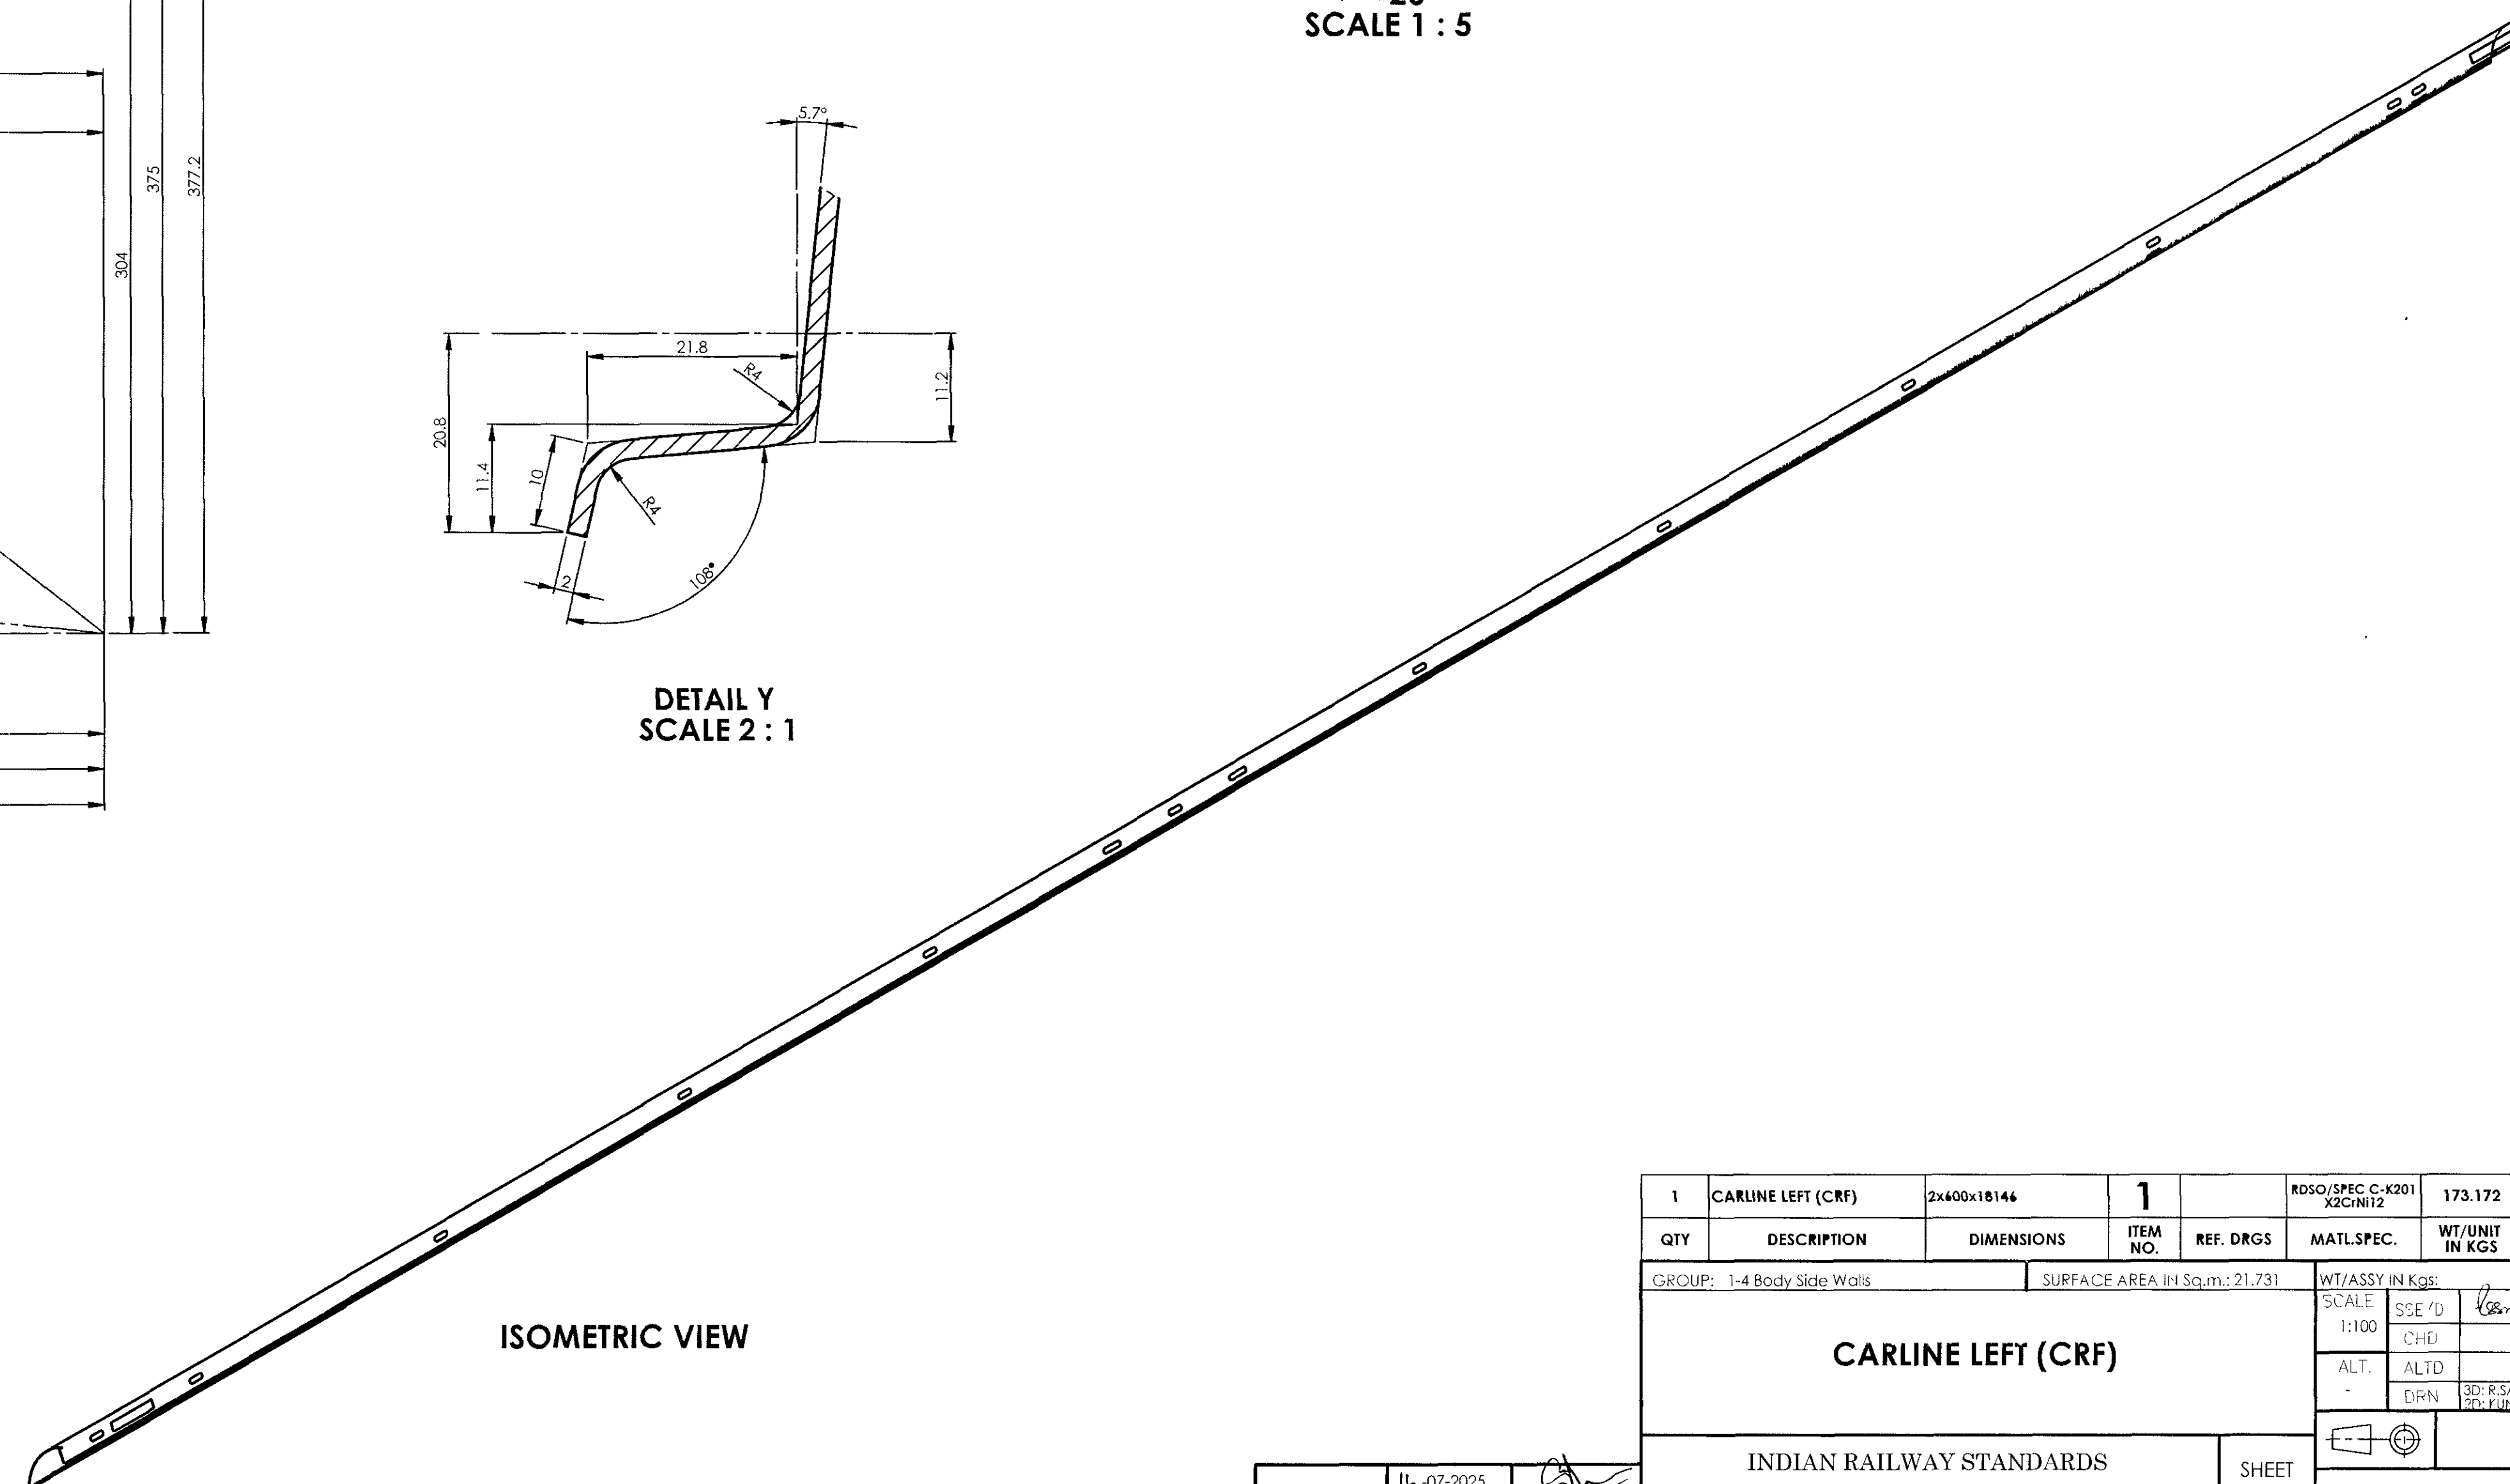 SCALE 1 : 5
304
375
377.2
5.7°
21.8
R4
11.2
20.8
11.4
10
R4
2
108°
DETAIL Y
SCALE 2 : 1
ISOMETRIC VIEW
1 CARLINE LEFT (CRF) 2x600x18146 1 RDSO/SPEC C-K201 X2CrNi12 173.172
QTY DESCRIPTION DIMENSIONS ITEM NO. REF. DRGS MATL.SPEC. WT/UNIT IN KGS
GROUP: 1-4 Body Side Walls SURFACE AREA IN Sq.m.: 21.731 WT/ASSY IN Kgs:
SCALE 1:100 SSE/D
CHD
CARLINE LEFT (CRF)
ALT. - ALTD
DRN 3D: R.S
2D: KU
INDIAN RAILWAY STANDARDS SHEET
-07-2025